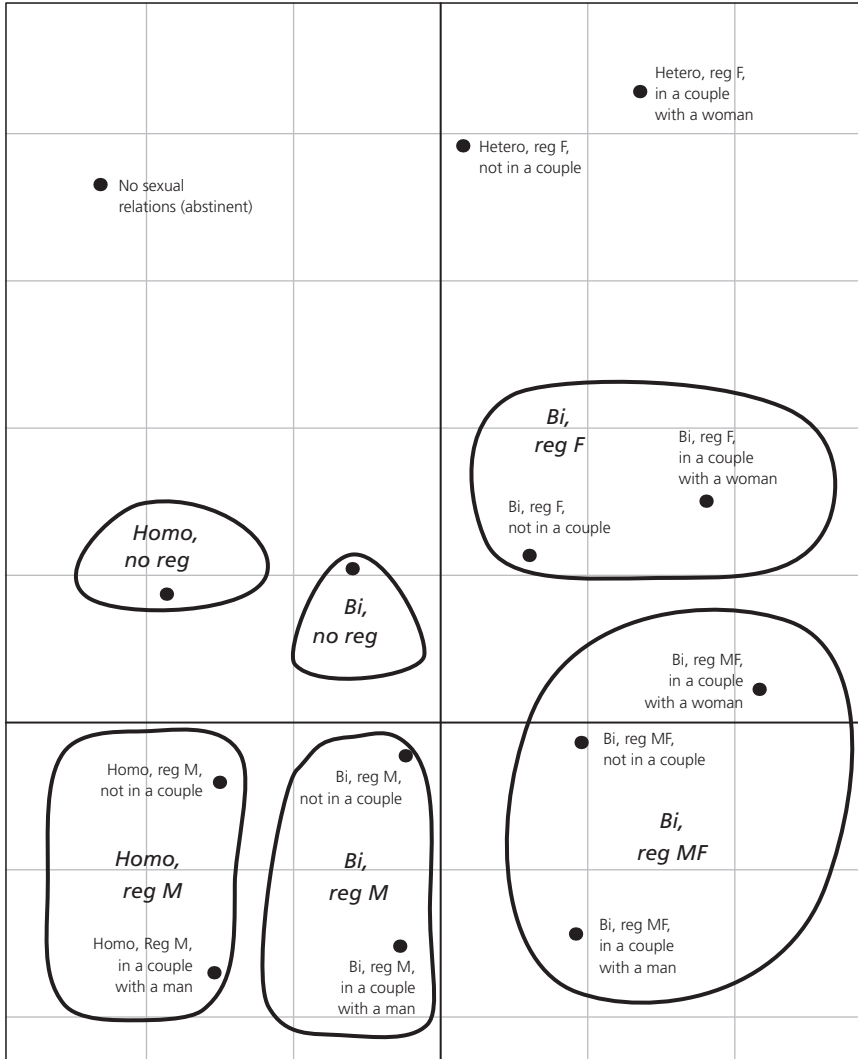 Hetero, reg F,
in a couple
with a woman
Hetero, reg F,
not in a couple
No sexual
relations (abstinent)
Bi,
reg F
Bi, reg F,
in a couple
with a woman
Bi, reg F,
not in a couple
Homo,
no reg
Bi,
no reg
Bi, reg MF,
in a couple
with a woman
Bi, reg MF,
not in a couple
Homo, reg M,
not in a couple
Bi, reg M,
not in a couple
Bi,
reg MF
Homo,
reg M
Bi,
reg M
Homo, Reg M,
in a couple
with a man
Bi, reg M,
in a couple
with a man
Bi, reg MF,
in a couple
with a man